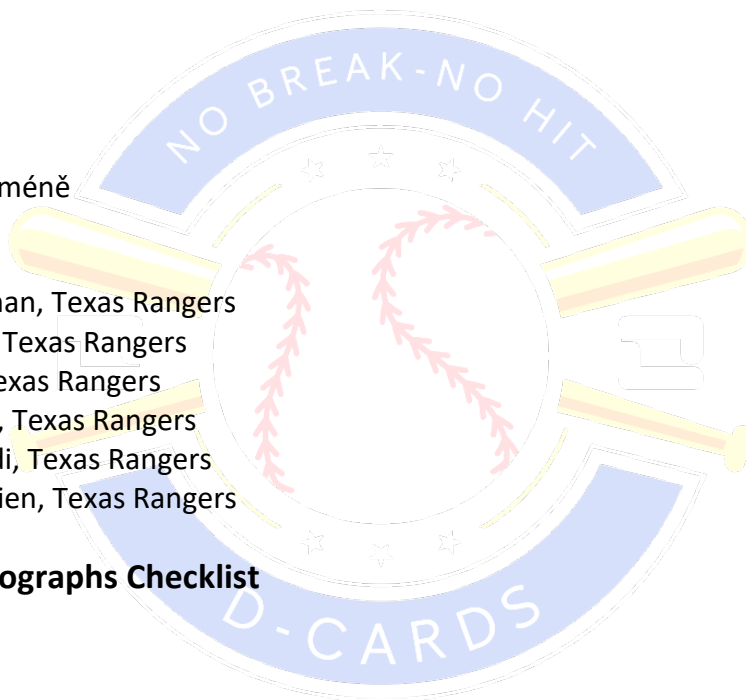 NO BREAK-NO HIT
méně
an, Texas Rangers
Texas Rangers
exas Rangers
, Texas Rangers
li, Texas Rangers
ien, Texas Rangers
ographs Checklist
D-CARDS